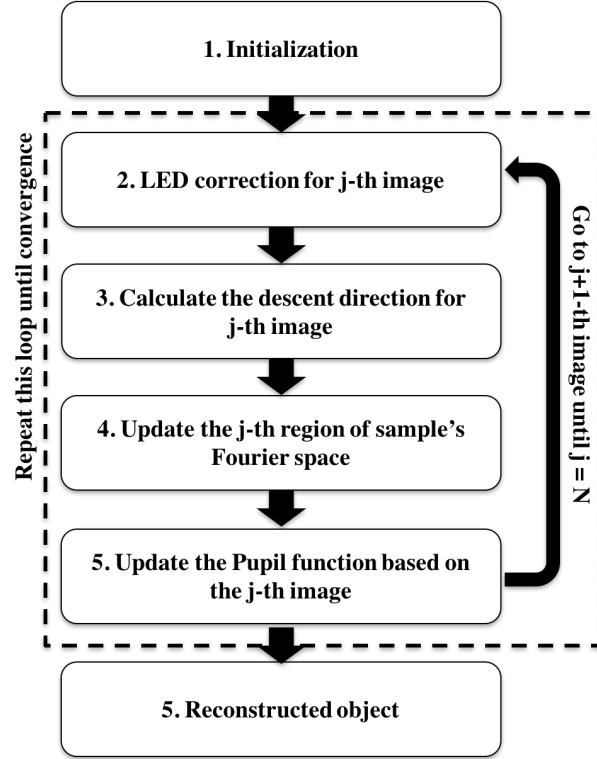 1. Initialization
Repeat this loop until convergence
2. LED correction for j-th image
3. Calculate the descent direction for
j-th image
4. Update the j-th region of sample's
Fourier space
5. Update the Pupil function based on
the j-th image
Go to j+1-th image until j = N
5. Reconstructed object